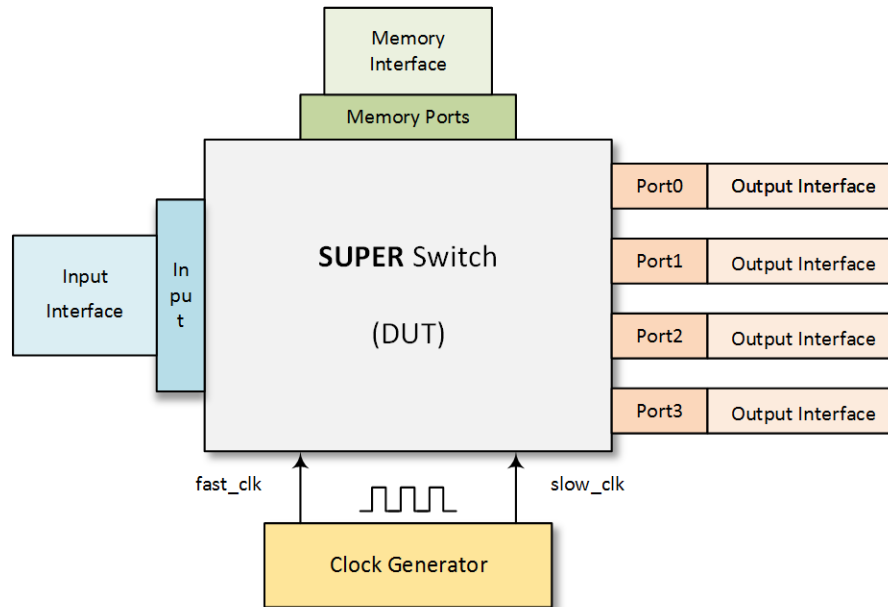 Memory
Interface
Memory Ports
Port0
Output Interface
In
pu
t
Input
Interface
SUPER Switch
(DUT)
Port1
Output Interface
Port2
Output Interface
Port3
Output Interface
fast_clk
slow_clk
Clock Generator